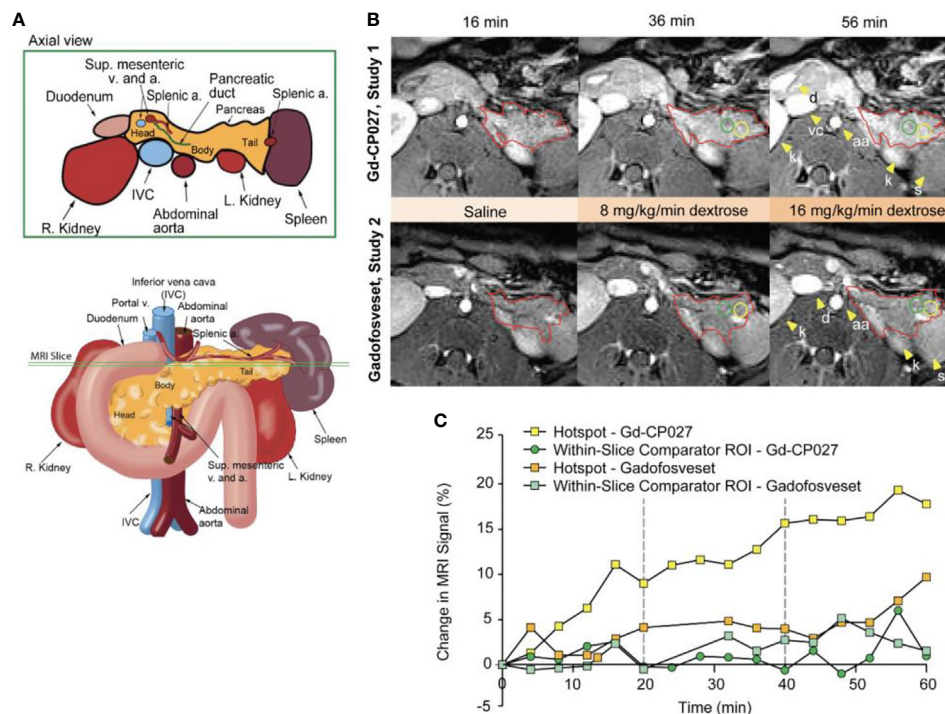 A
Axial view
Sup. mesenteric
v. and a.
Pancreatic
duct
Splenic a.
Duodenum
Splenic a.
Pancreas
Head
Body
Tail
IVC
L. Kidney
Abdominal
aorta
R. Kidney
Spleen
Inferior vena cava
(IVC)
Portal v.
Abdominal
aorta
Duodenum
Splenic a.
MRI Slice
Body
Tail
Head
Spleen
R. Kidney
Sup. mesenteric
v. and a.
L. Kidney
IVC
Abdominal
aorta
B
16 min
36 min
56 min
Gd-CP027, Study 1
d
vc
aa
k
k
s
Saline
8 mg/kg/min dextrose
16 mg/kg/min dextrose
Gadofosveset, Study 2
k
d
aa
k
s
C
Change in MRI Signal (%)
25
20
15
10
5
0
-5
Hotspot - Gd-CP027
Within-Slice Comparator ROI - Gd-CP027
Hotspot - Gadofosveset
Within-Slice Comparator ROI - Gadofosveset
0
10
20
30
40
50
60
Time (min)